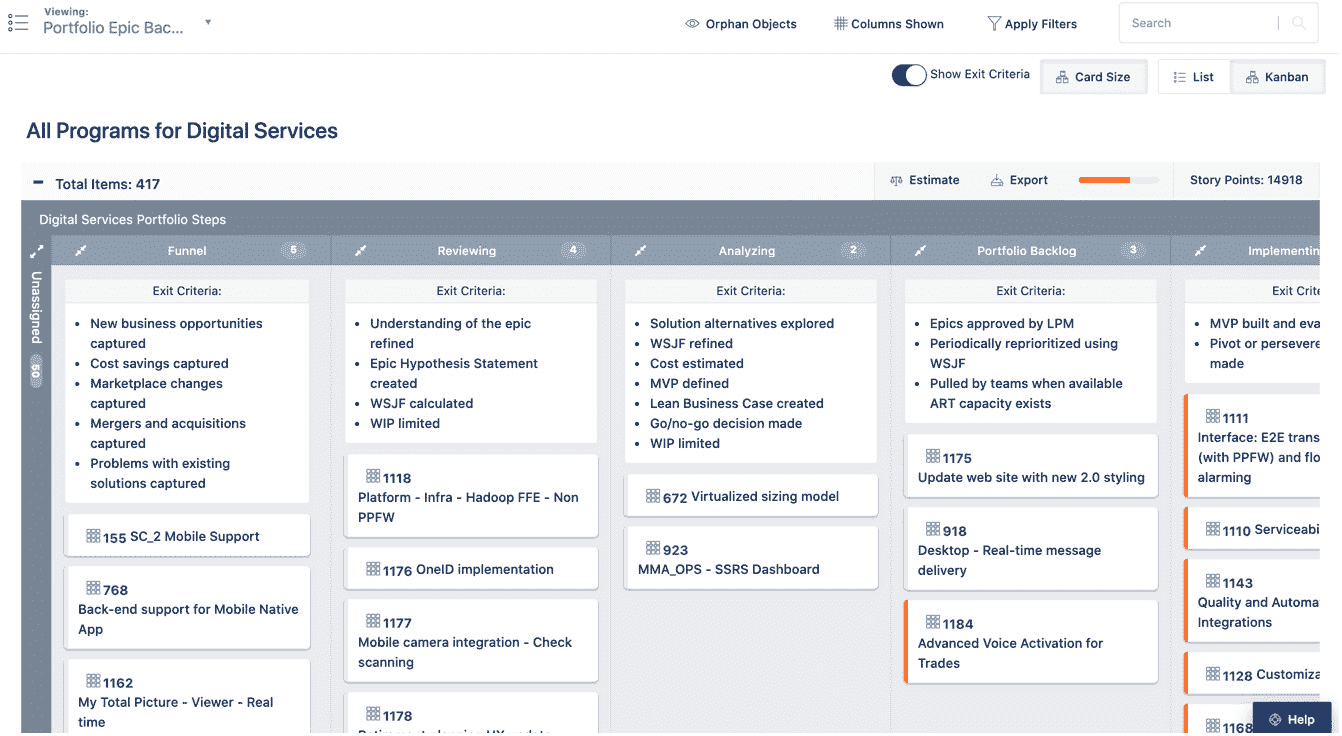 Viewing:
Portfolio Epic Bac...
Orphan Objects
Columns Shown
Apply Filters
Search
Show Exit Criteria
Card Size
List
Kanban
All Programs for Digital Services
Total Items: 417
Estimate
Export
Story Points: 14918
Digital Services Portfolio Steps
Unassigned
50
Funnel 5
Exit Criteria:
New business opportunities
captured
Cost savings captured
Marketplace changes
captured
Mergers and acquisitions
captured
Problems with existing
solutions captured
155 SC_2 Mobile Support
768
Back-end support for Mobile Native
App
1162
My Total Picture - Viewer - Real
time
Reviewing 4
Exit Criteria:
Understanding of the epic
refined
Epic Hypothesis Statement
created
WSJF calculated
WIP limited
1118
Platform - Infra - Hadoop FFE - Non
PPFW
1176 OneID implementation
1177
Mobile camera integration - Check
scanning
1178
Analyzing 2
Exit Criteria:
Solution alternatives explored
WSJF refined
Cost estimated
MVP defined
Lean Business Case created
Go/no-go decision made
WIP limited
672 Virtualized sizing model
923
MMA_OPS - SSRS Dashboard
Portfolio Backlog 3
Exit Criteria:
Epics approved by LPM
Periodically reprioritized using
WSJF
Pulled by teams when available
ART capacity exists
1175
Update web site with new 2.0 styling
918
Desktop - Real-time message
delivery
1184
Advanced Voice Activation for
Trades
Implementin
Exit Crite
MVP built and eva
Pivot or persevere
made
1111
Interface: E2E trans
(with PPFW) and flo
alarming
1110 Serviceabi
1143
Quality and Automa
Integrations
1128 Customiza
1168
Help